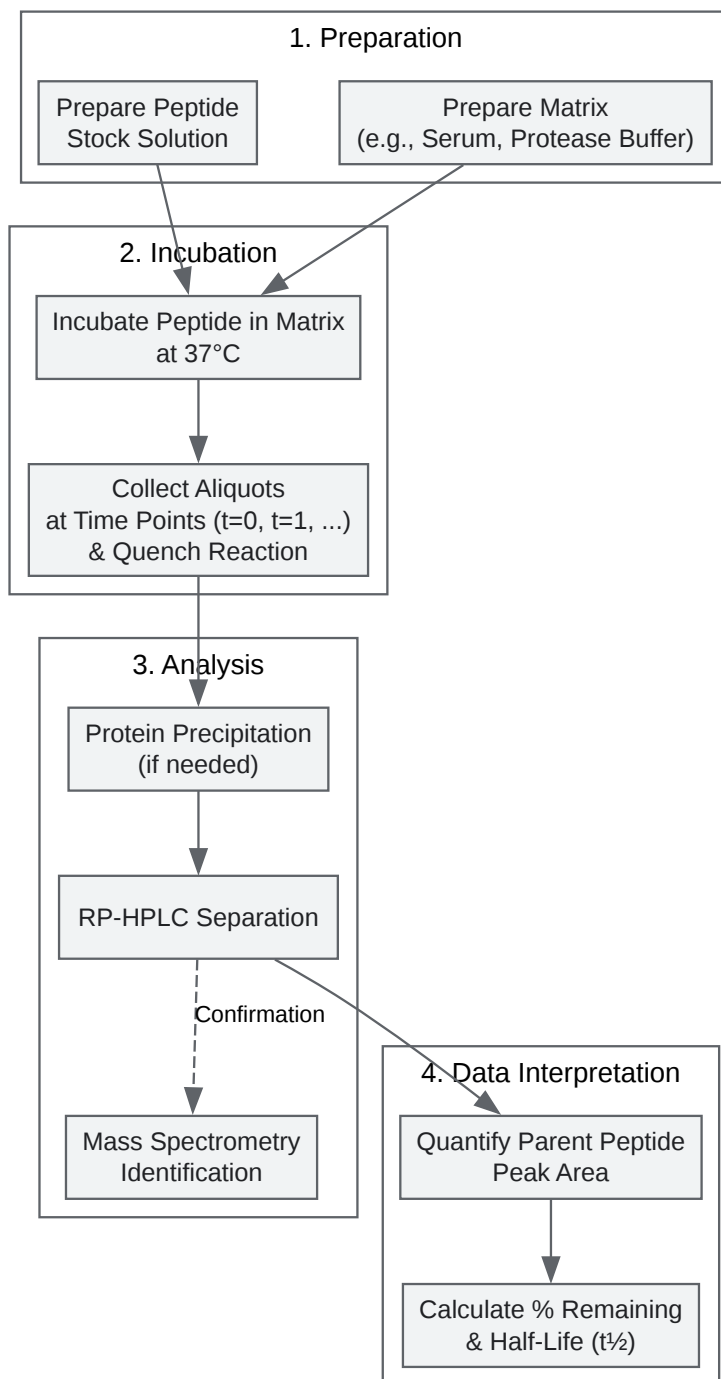 1. Preparation
Prepare Peptide
Stock Solution
Prepare Matrix
(e.g., Serum, Protease Buffer)
2. Incubation
Incubate Peptide in Matrix
at 37°C
Collect Aliquots
at Time Points (t=0, t=1, ...)
& Quench Reaction
3. Analysis
Protein Precipitation
(if needed)
RP-HPLC Separation
Confirmation
Mass Spectrometry
Identification
4. Data Interpretation
Quantify Parent Peptide
Peak Area
Calculate % Remaining
& Half-Life (t½)